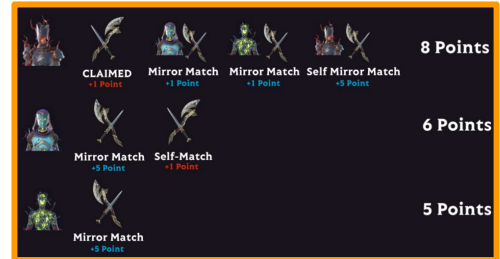 8 Points
CLAIMED Mirror Match Mirror Match Self Mirror Match
+1 Point +1 Point +1 Point +5 Point
6 Points
Mirror Match Self-Match
+5 Point +1 Point
5 Points
Mirror Match
+5 Point